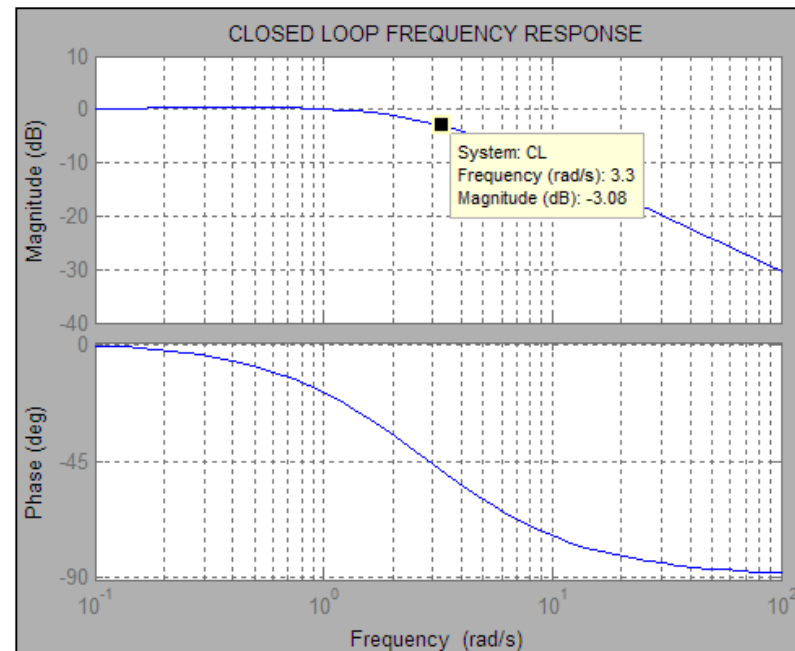 CLOSED LOOP FREQUENCY RESPONSE
Magnitude (dB)
10
0
-10
-20
-30
-40
System: CL
Frequency (rad/s): 3.3
Magnitude (dB): -3.08
Phase (deg)
0
-45
-90
10^-1 10^0 10^1 10^2
Frequency (rad/s)